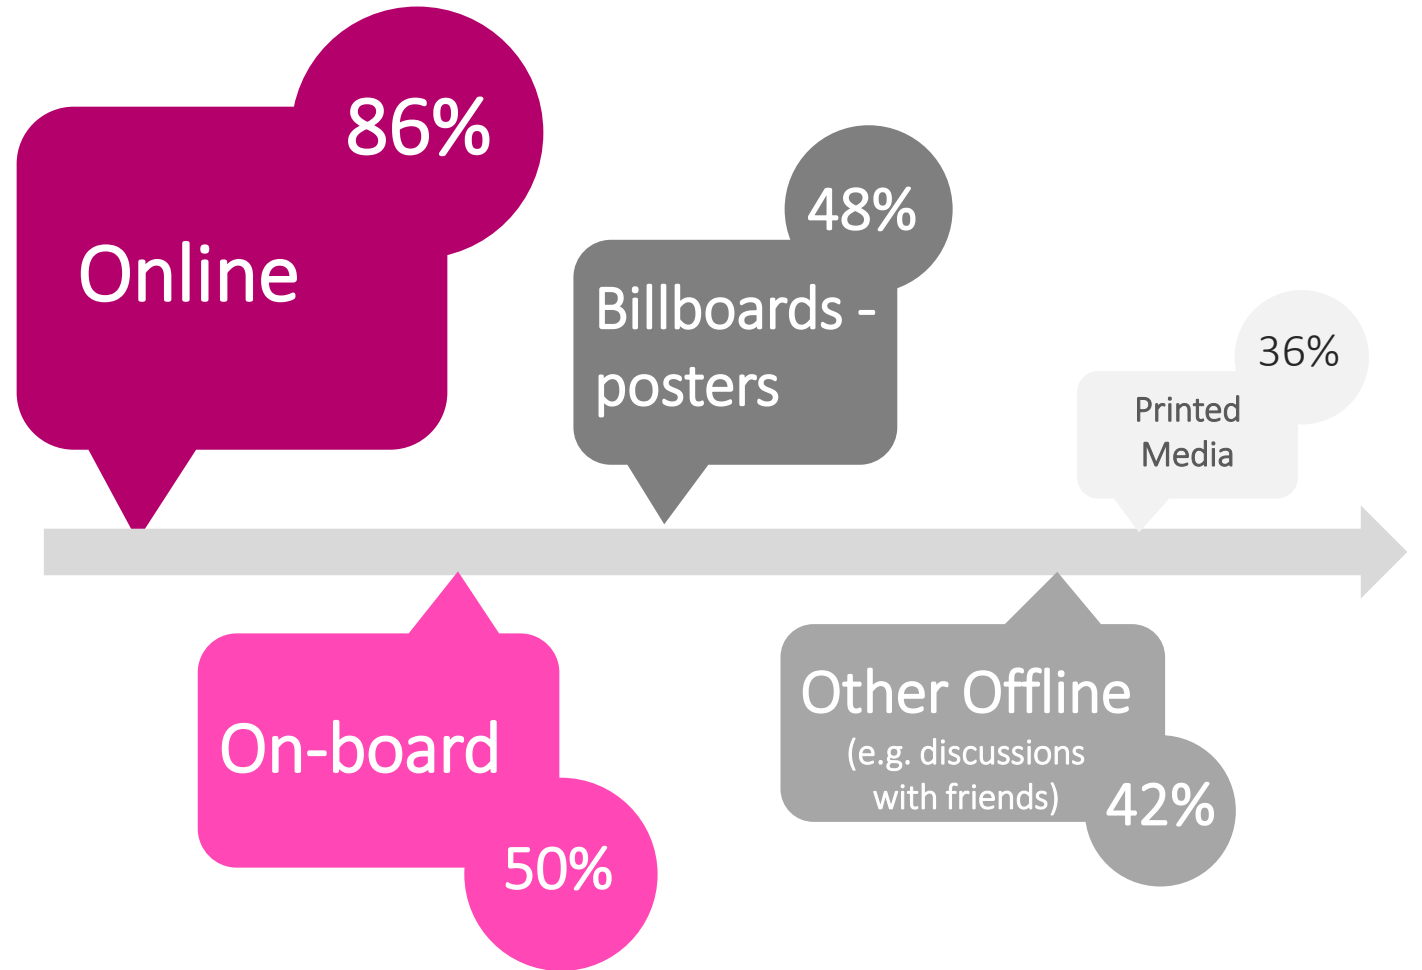 86%
Online
48%
Billboards -
posters
36%
Printed
Media
On-board
50%
Other Offline
(e.g. discussions
with friends)
42%